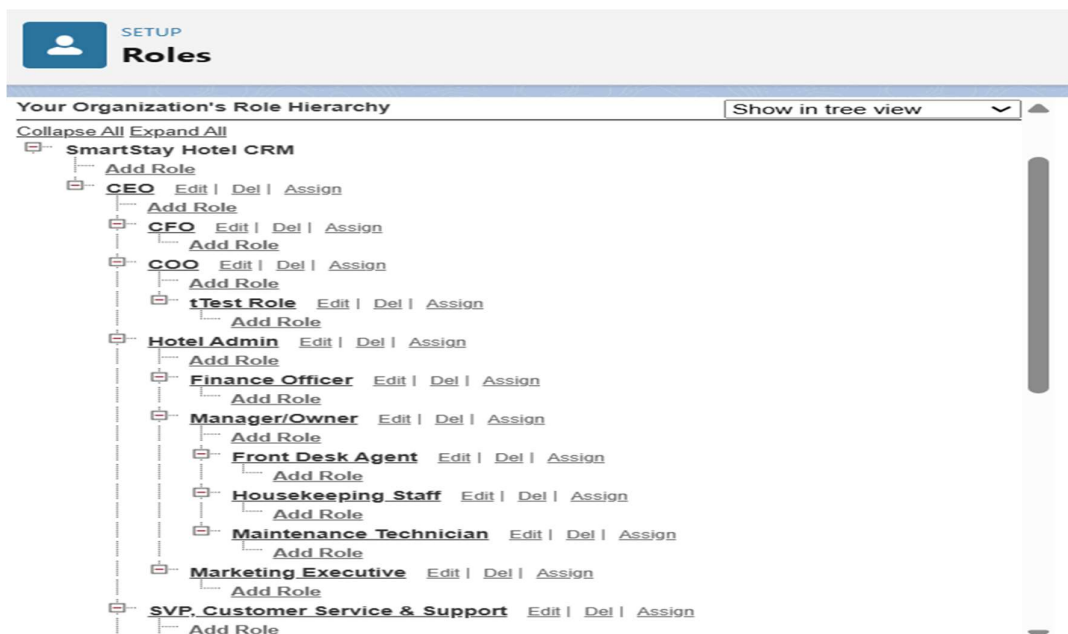 SETUP
Roles
Your Organization's Role Hierarchy
Show in tree view
Collapse All Expand All
SmartStay Hotel CRM
Add Role
CEO Edit | Del | Assign
Add Role
CFO Edit | Del | Assign
Add Role
COO Edit | Del | Assign
Add Role
tTest Role Edit | Del | Assign
Add Role
Hotel Admin Edit | Del | Assign
Add Role
Finance Officer Edit | Del | Assign
Add Role
Manager/Owner Edit | Del | Assign
Add Role
Front Desk Agent Edit | Del | Assign
Add Role
Housekeeping Staff Edit | Del | Assign
Add Role
Maintenance Technician Edit | Del | Assign
Add Role
Marketing Executive Edit | Del | Assign
Add Role
SVP, Customer Service & Support Edit | Del | Assign
Add Role